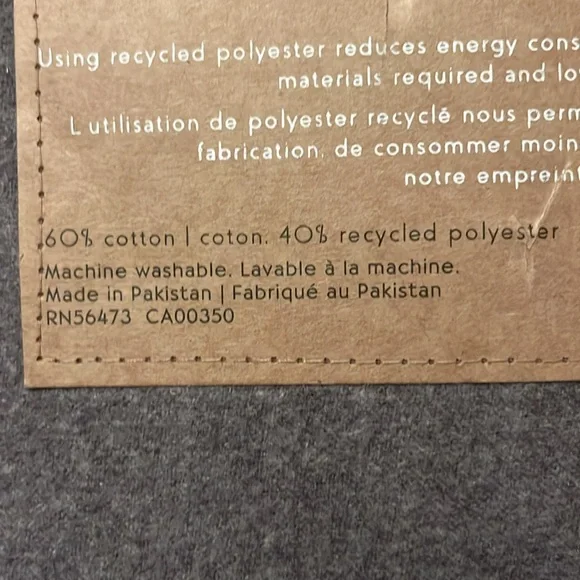 Using recycled polyester reduces energy cons
materials required and lo
L utilisation de polyester recyclé nous perm
fabrication, de consommer moin
notre empreint
60% cotton | coton. 40% recycled polyester
Machine washable. Lavable à la machine.
Made in Pakistan | Fabriqué au Pakistan
RN56473 CA00350